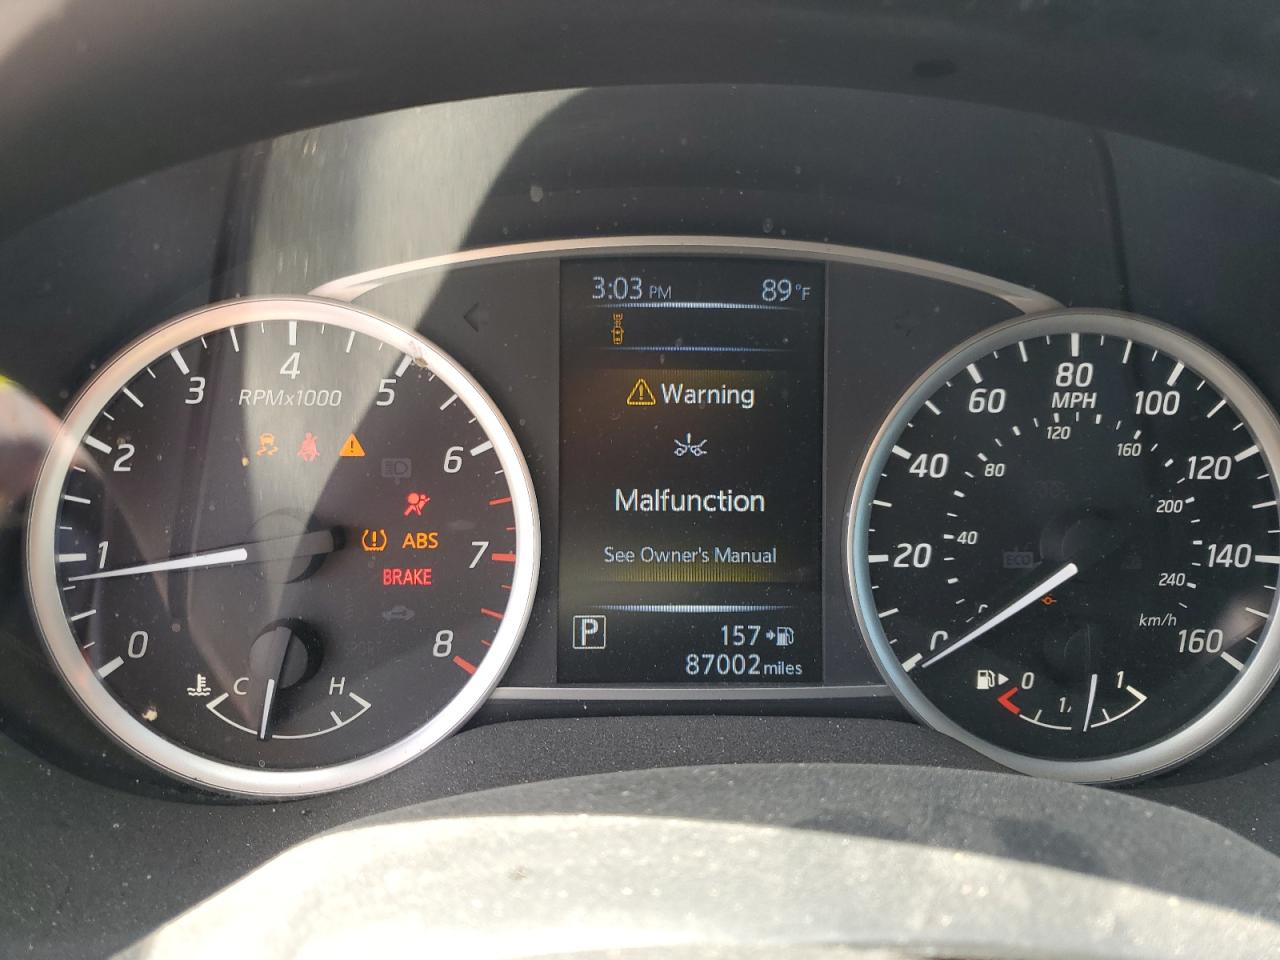 3:03 PM 89°F
Warning
Malfunction
See Owner's Manual
P
157
87002 miles
0 1 2 3 4 5 6 7 8
RPMx1000
ABS
BRAKE
C H
20 40 60 80 100 120 140 160
MPH
40 80 120 160 200 240
km/h
ECO
0 1